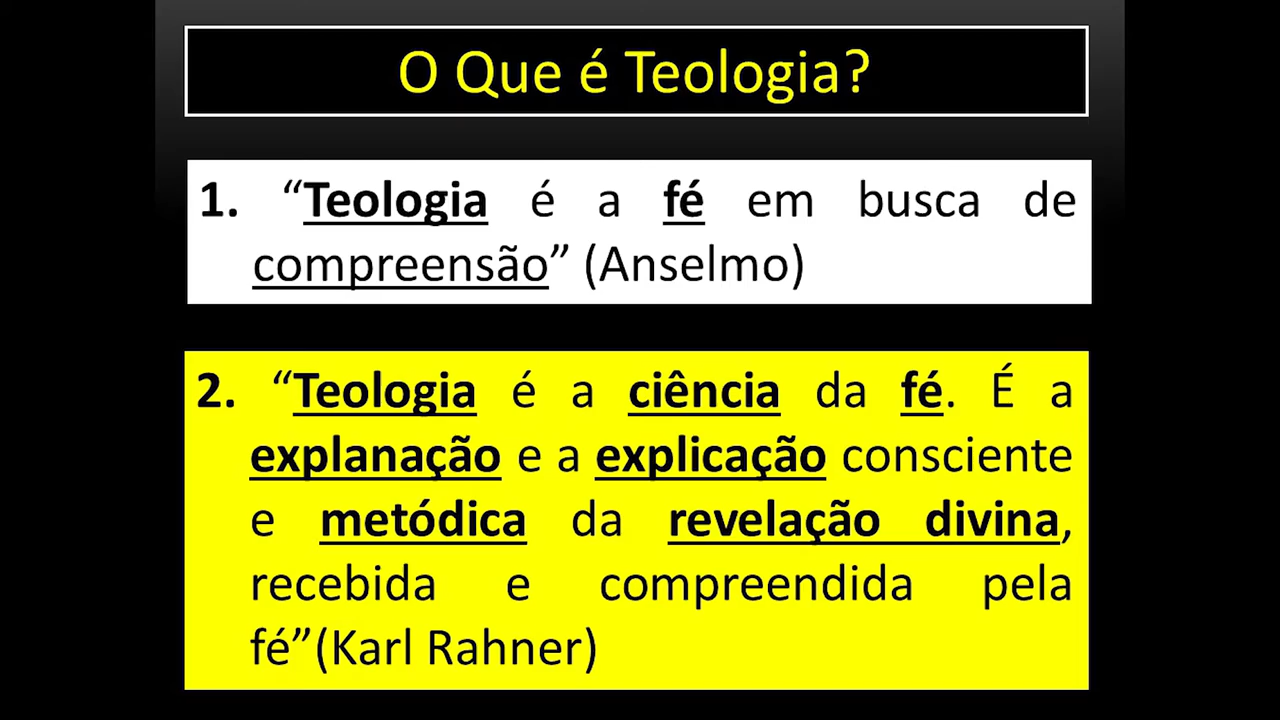 O Que é Teologia?
1. “Teologia é a fé em busca de
compreensão” (Anselmo)
2. “Teologia é a ciência da fé. É a
explanação e a explicação consciente
e metódica da revelação divina,
recebida e compreendida pela
fé”(Karl Rahner)